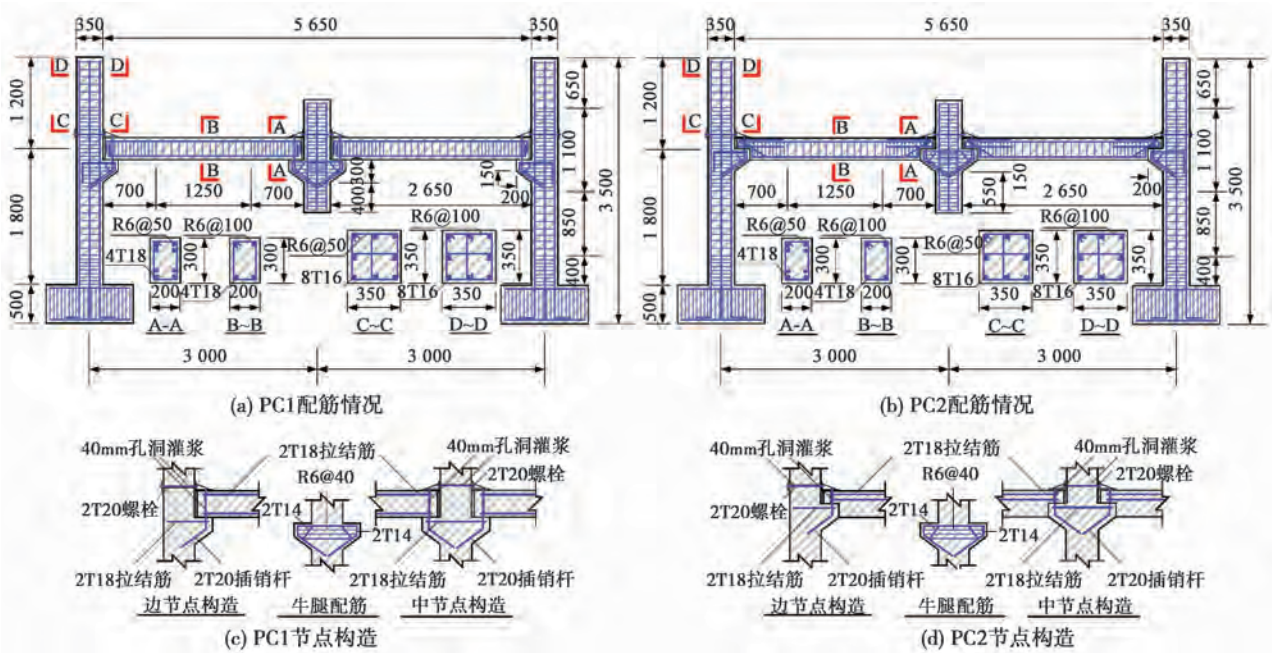 350 5 650 350
D D
1 200
650
C C B A
1 100
B A
300
150
700 1250 700
400
2 650
200
3 500
1 800
R6@50 R6@100
R6@100
850
4T18
300
300
R6@50
350
350
8T16
8T16
400
200 4T18 200
350 350
500
A-A B~B C~C D~D
3 000 3 000
(a) PC1配筋情况
350 5 650 350
D D
1 200
650
C C B A
1 100
B A
150
700 1250 700
550
2 650
200
3 500
1 800
R6@50 R6@100
R6@100
850
4T18
300
300
R6@50
350
350
8T16
8T16
400
200 4T18 200
350 350
500
A-A B~B C~C D~D
3 000 3 000
(b) PC2配筋情况
40mm孔洞灌浆 40mm孔洞灌浆
2T18拉结筋
R6@40 2T20螺栓
2T20螺栓 2T14
2T14
2T18拉结筋 2T20插销杆 2T18拉结筋 2T20插销杆
边节点构造 牛腿配筋 中节点构造
(c) PC1节点构造
40mm孔洞灌浆 40mm孔洞灌浆
2T18拉结筋
R6@40 2T20螺栓
2T20螺栓 2T14
2T14
2T18拉结筋 2T20插销杆 2T18拉结筋 2T20插销杆
边节点构造 牛腿配筋 中节点构造
(d) PC2节点构造